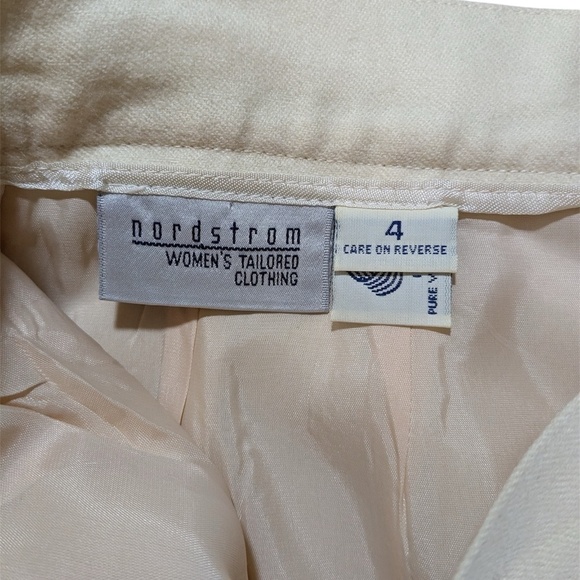 nordstrom
WOMEN'S TAILORED
CLOTHING
4
CARE ON REVERSE
PURE